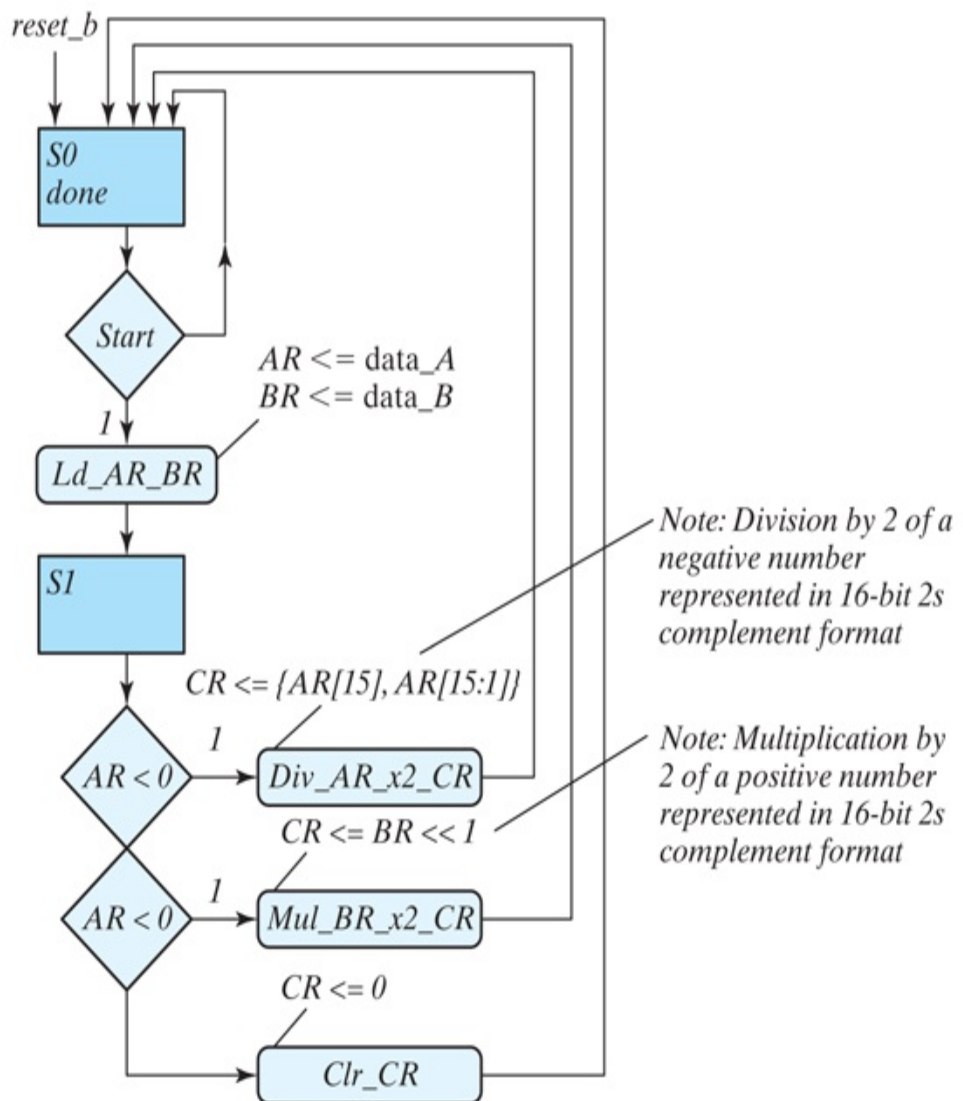 reset_b
S0
done
Start
AR <= data_A
BR <= data_B
1
Ld_AR_BR
S1
Note: Division by 2 of a
negative number
represented in 16-bit 2s
complement format
CR <= {AR[15], AR[15:1]}
1
AR < 0
Div_AR_x2_CR
Note: Multiplication by
2 of a positive number
represented in 16-bit 2s
complement format
CR <= BR << 1
1
AR < 0
Mul_BR_x2_CR
CR <= 0
Clr_CR